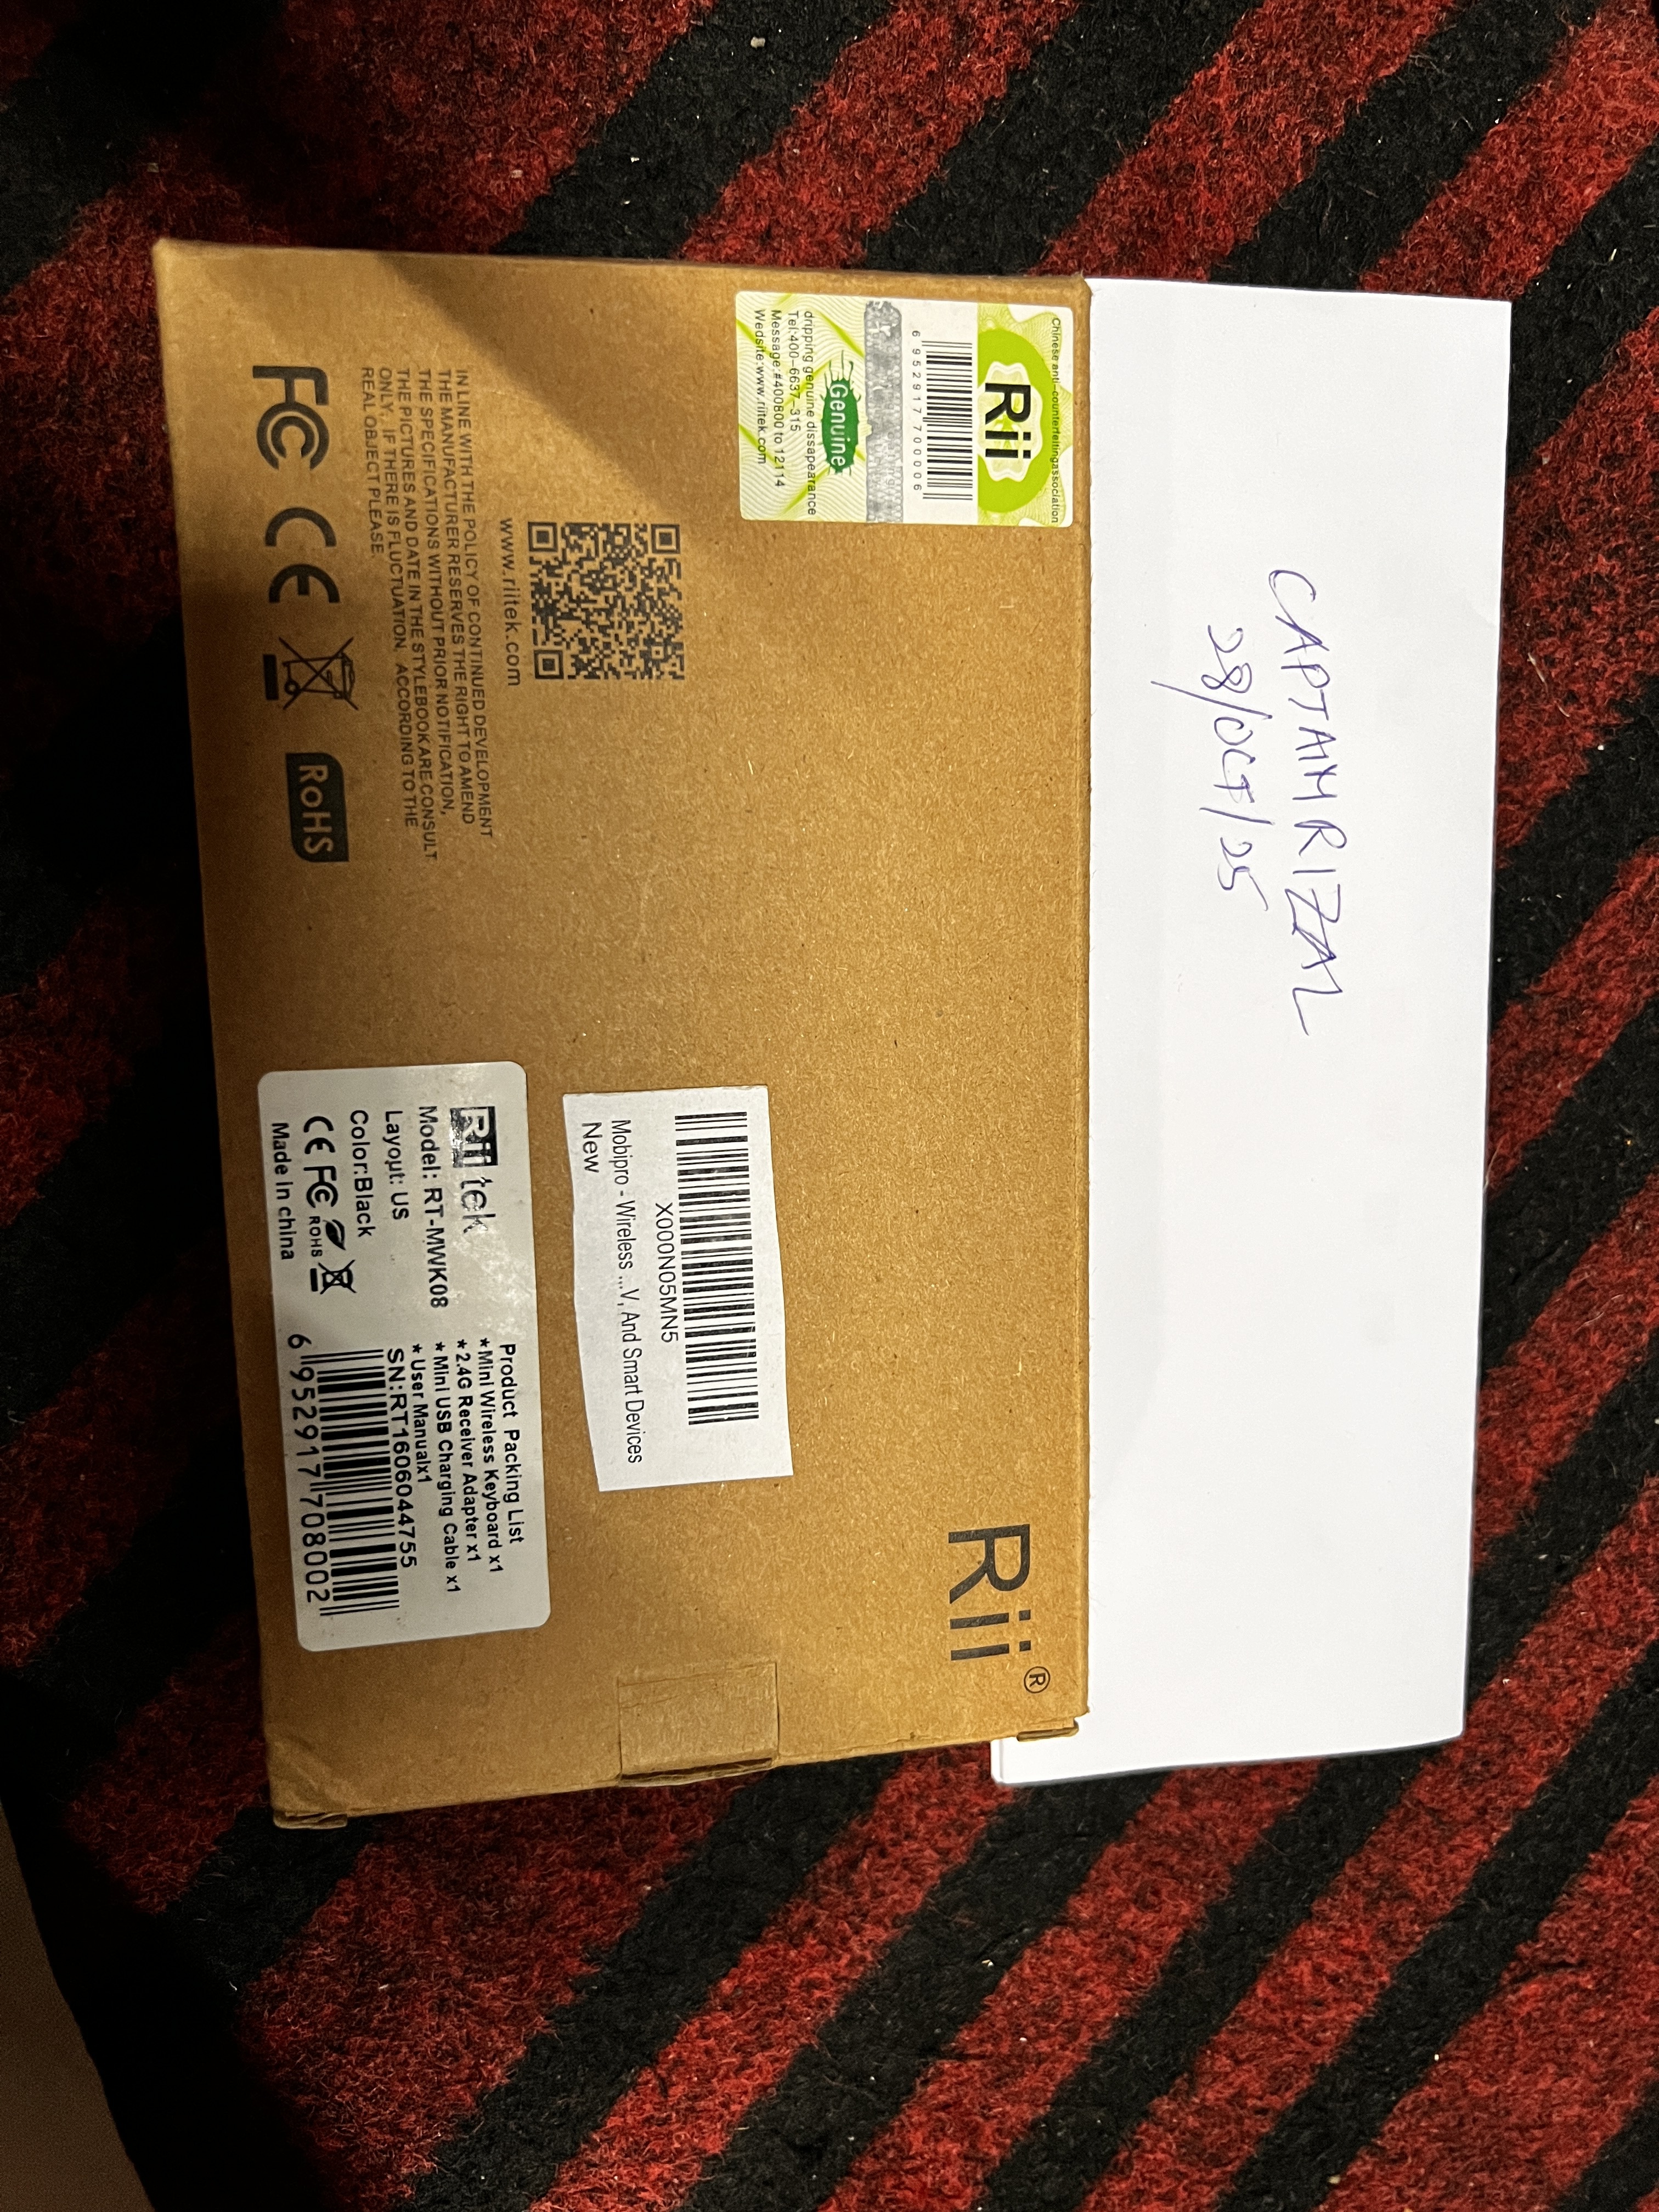 CAPTAINRIZAL
28/OCT/25
Chinese anti-counterfeitingassociation
Rii
6 952917 700006
Genuine
dripping genuine dissapearance
Tel:400-6637-315
Message:#400800 to 12114
Wedsite:www.riitek.com
Rii®
www.riitek.com
IN LINE WITH THE POLICY OF CONTINUED DEVELOPMENT
THE MANUFACTURER RESERVES THE RIGHT TO AMEND
THE SPECIFICATIONS WITHOUT PRIOR NOTIFICATION,
THE PICTURES AND DATE IN THE STYLEBOOK ARE CONSULT
ONLY, IF THERE IS FLUCTUATION, ACCORDING TO THE
REAL OBJECT PLEASE.
FC CE RoHS
X000N05MN5
Mobipro - Wireless ...V, And Smart Devices
New
Rii tek
Model: RT-MWK08
Layout: US
Color:Black
CE FC ROHS
Made in china
Product Packing List
*Mini Wireless Keyboard x1
*2.4G Receiver Adapter x1
*Mini USB Charging Cable x1
*User Manualx1
SN:RT1606044755
6 952917 708002